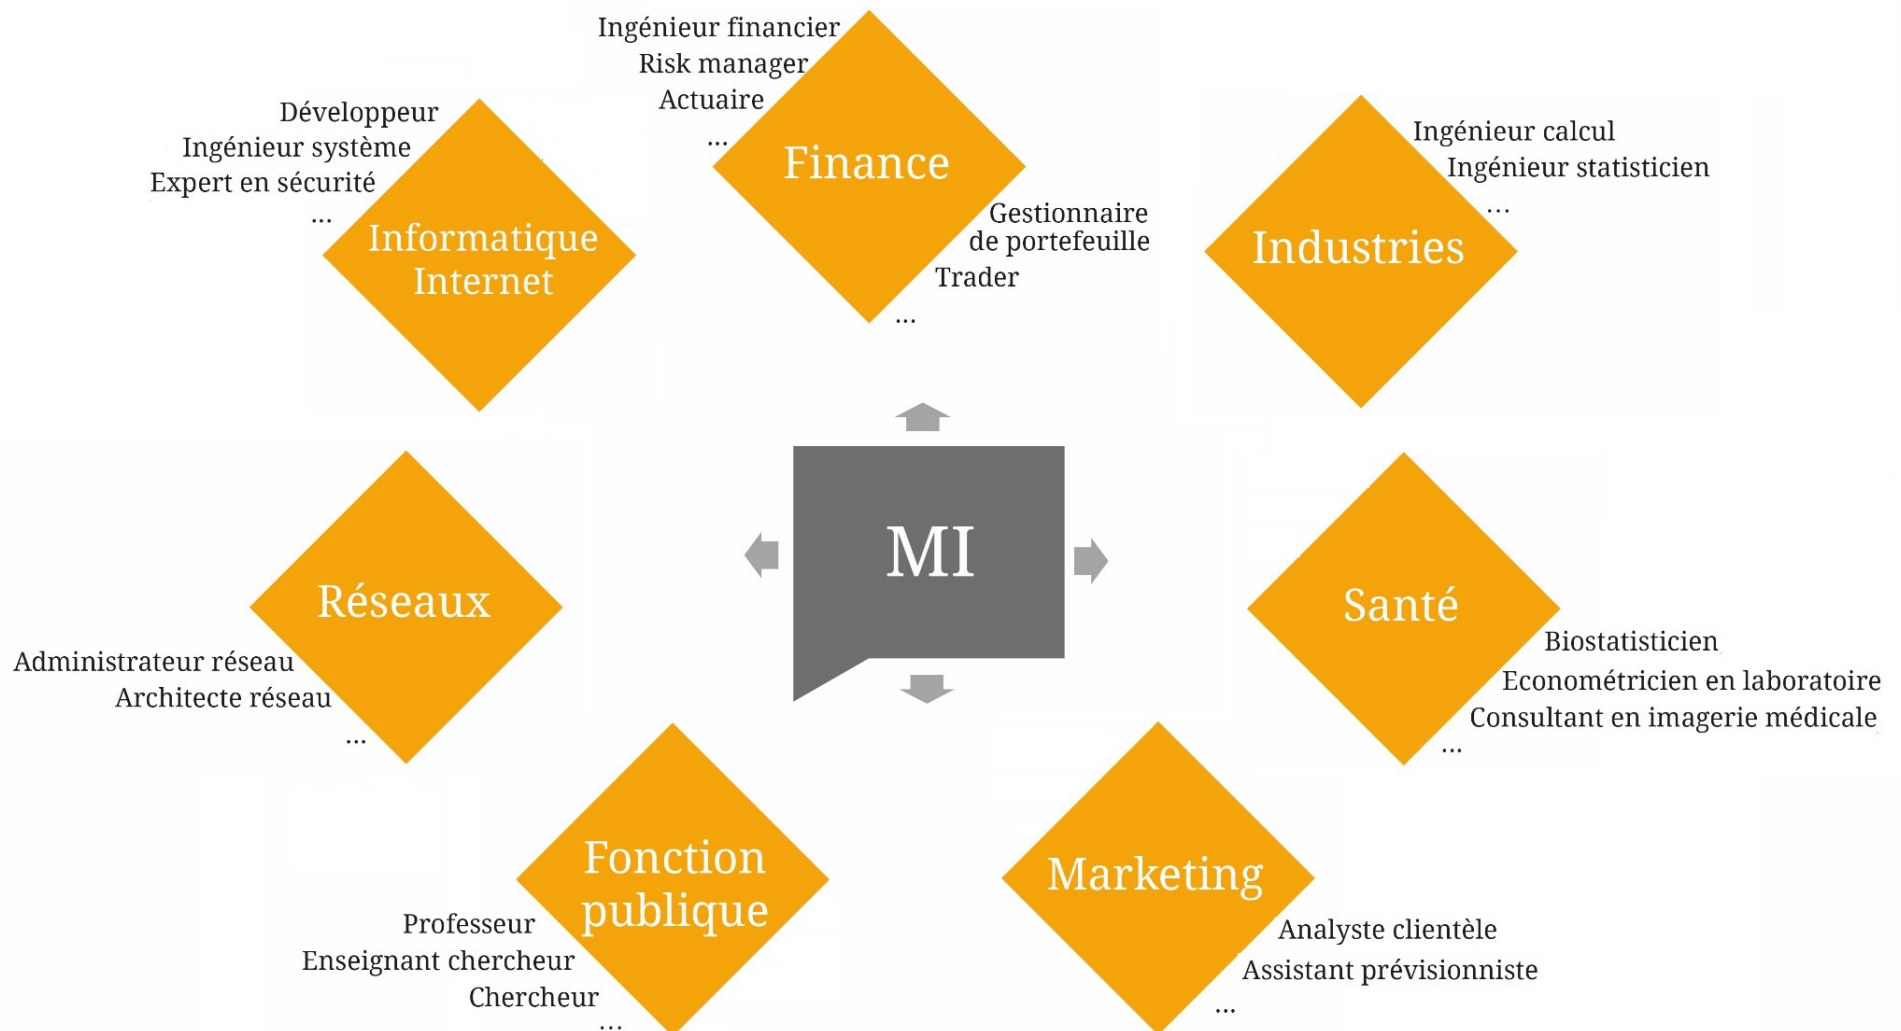 Ingénieur financier
Risk manager
Actuaire
...
Finance
Gestionnaire
de portefeuille
Trader
...
Développeur
Ingénieur système
Expert en sécurité
...
Informatique
Internet
Ingénieur calcul
Ingénieur statisticien
...
Industries
MI
Réseaux
Administrateur réseau
Architecte réseau
...
Santé
Biostatisticien
Econométricien en laboratoire
Consultant en imagerie médicale
...
Fonction
publique
Professeur
Enseignant chercheur
Chercheur
...
Marketing
Analyste clientèle
Assistant prévisionniste
...